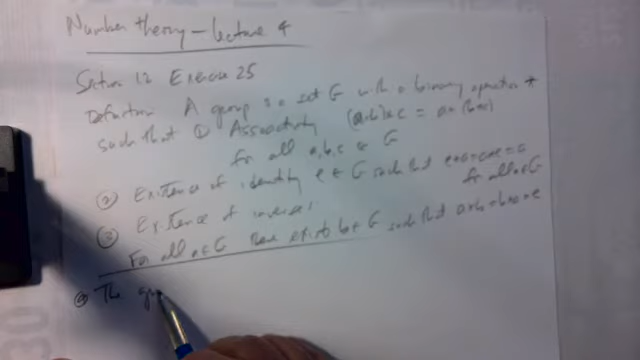 Number theory - lecture 4
Section 12 Exercise 25
Definition: A group is a set G with a binary operation *
such that ① Associativity (a*b)*c = a*(b*c)
for all a,b,c ∈ G
② Existence of identity e ∈ G such that e*a=a*e=a
for all a∈G
③ Existence of inverse:
For all a∈G there exists b∈G such that a*b=b*a=e
The